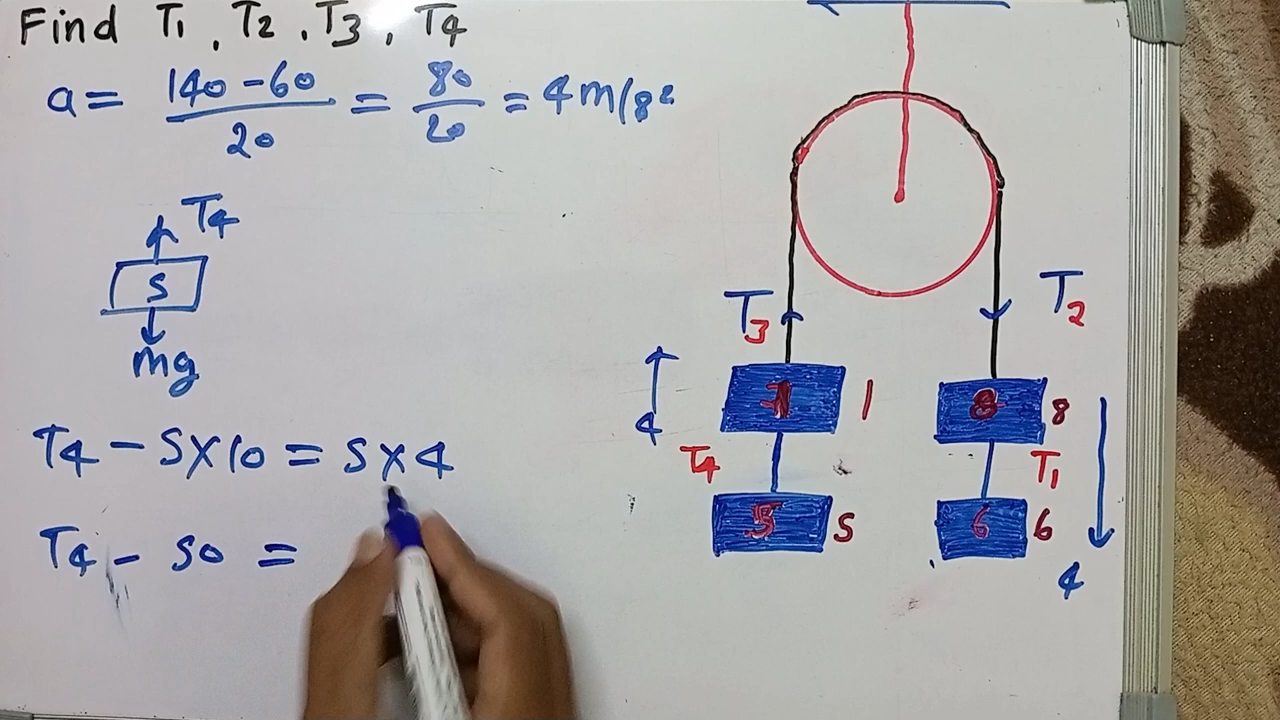 Find T1, T2, T3, T4
a = 140 - 60 / 20 = 80 / 20 = 4 m/s²
T4
5
mg
T4 - 5 × 10 = 5 × 4
T4 - 50 =
T3
T2
1
1
8
8
4
T4
T1
5
5
6
6
4